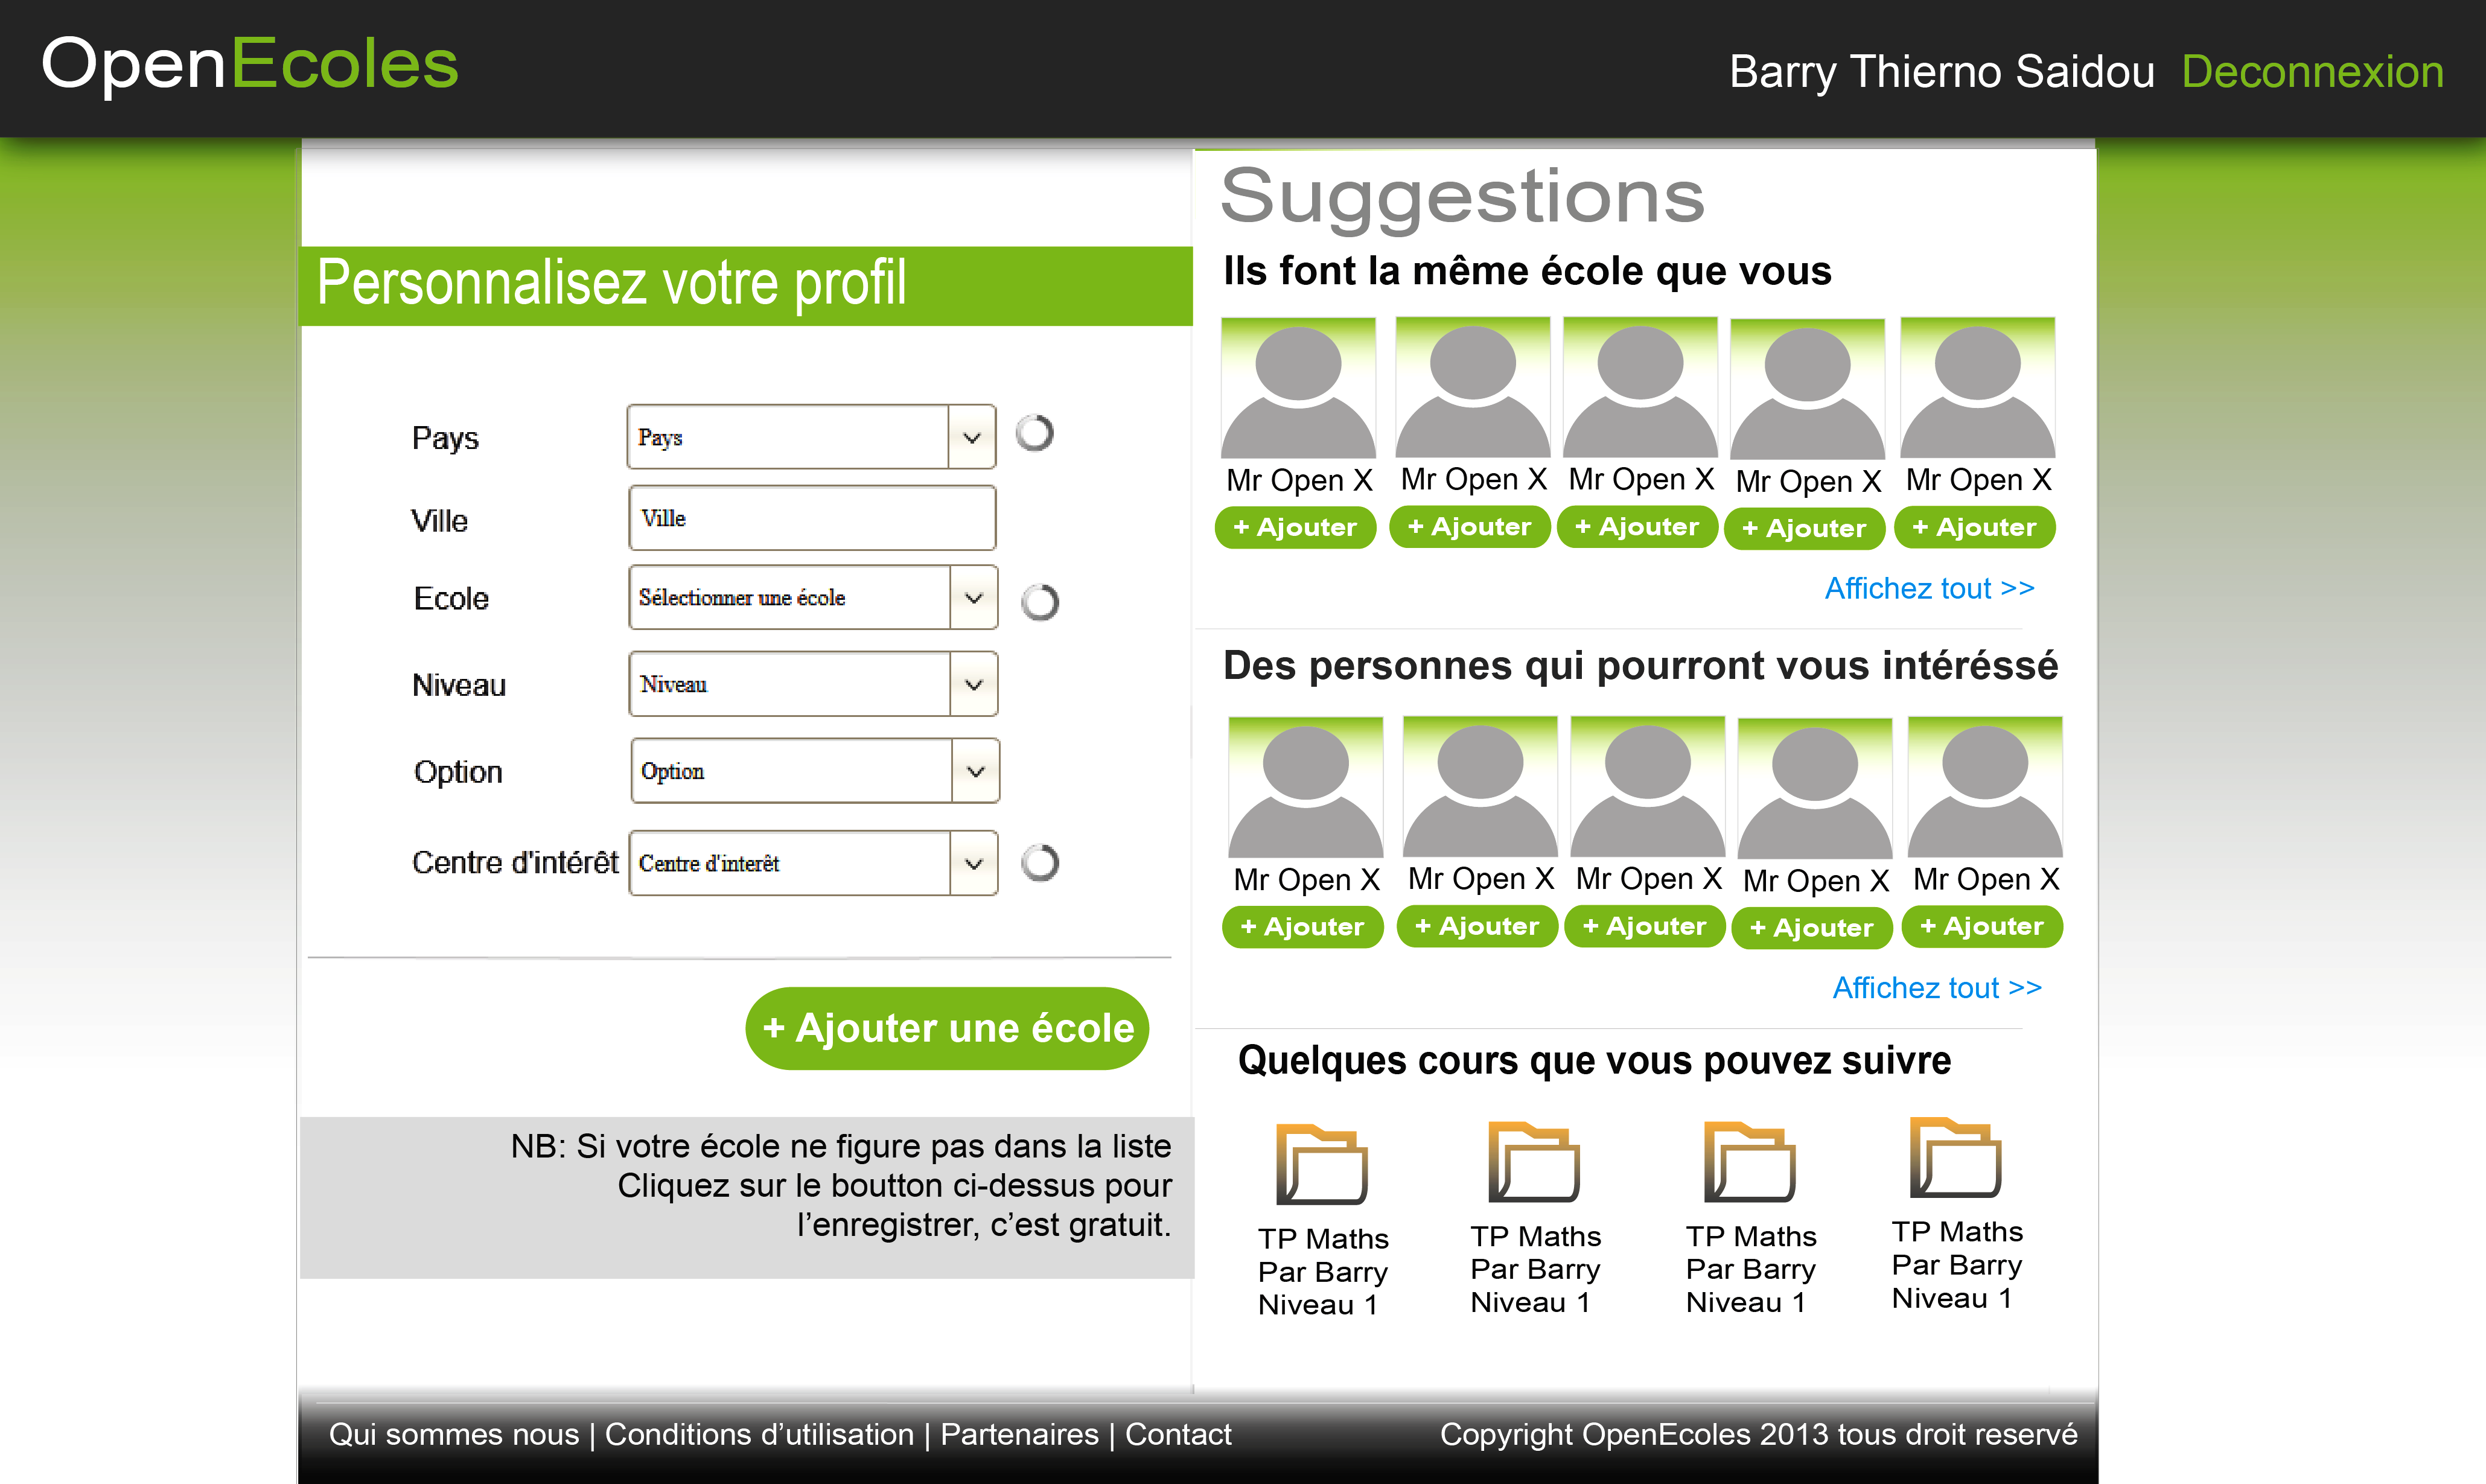 OpenEcoles
Barry Thierno Saidou Deconnexion
Personnalisez votre profil
Pays Pays
Ville Ville
Ecole Sélectionner une école
Niveau Niveau
Option Option
Centre d'intérêt Centre d'interêt
+ Ajouter une école
NB: Si votre école ne figure pas dans la liste
Cliquez sur le boutton ci-dessus pour
l’enregistrer, c’est gratuit.
Suggestions
Ils font la même école que vous
Mr Open X Mr Open X Mr Open X Mr Open X Mr Open X
+ Ajouter + Ajouter + Ajouter + Ajouter + Ajouter
Affichez tout >>
Des personnes qui pourront vous intéréssé
Mr Open X Mr Open X Mr Open X Mr Open X Mr Open X
+ Ajouter + Ajouter + Ajouter + Ajouter + Ajouter
Affichez tout >>
Quelques cours que vous pouvez suivre
TP Maths TP Maths TP Maths TP Maths
Par Barry Par Barry Par Barry Par Barry
Niveau 1 Niveau 1 Niveau 1 Niveau 1
Qui sommes nous | Conditions d’utilisation | Partenaires | Contact
Copyright OpenEcoles 2013 tous droit reservé